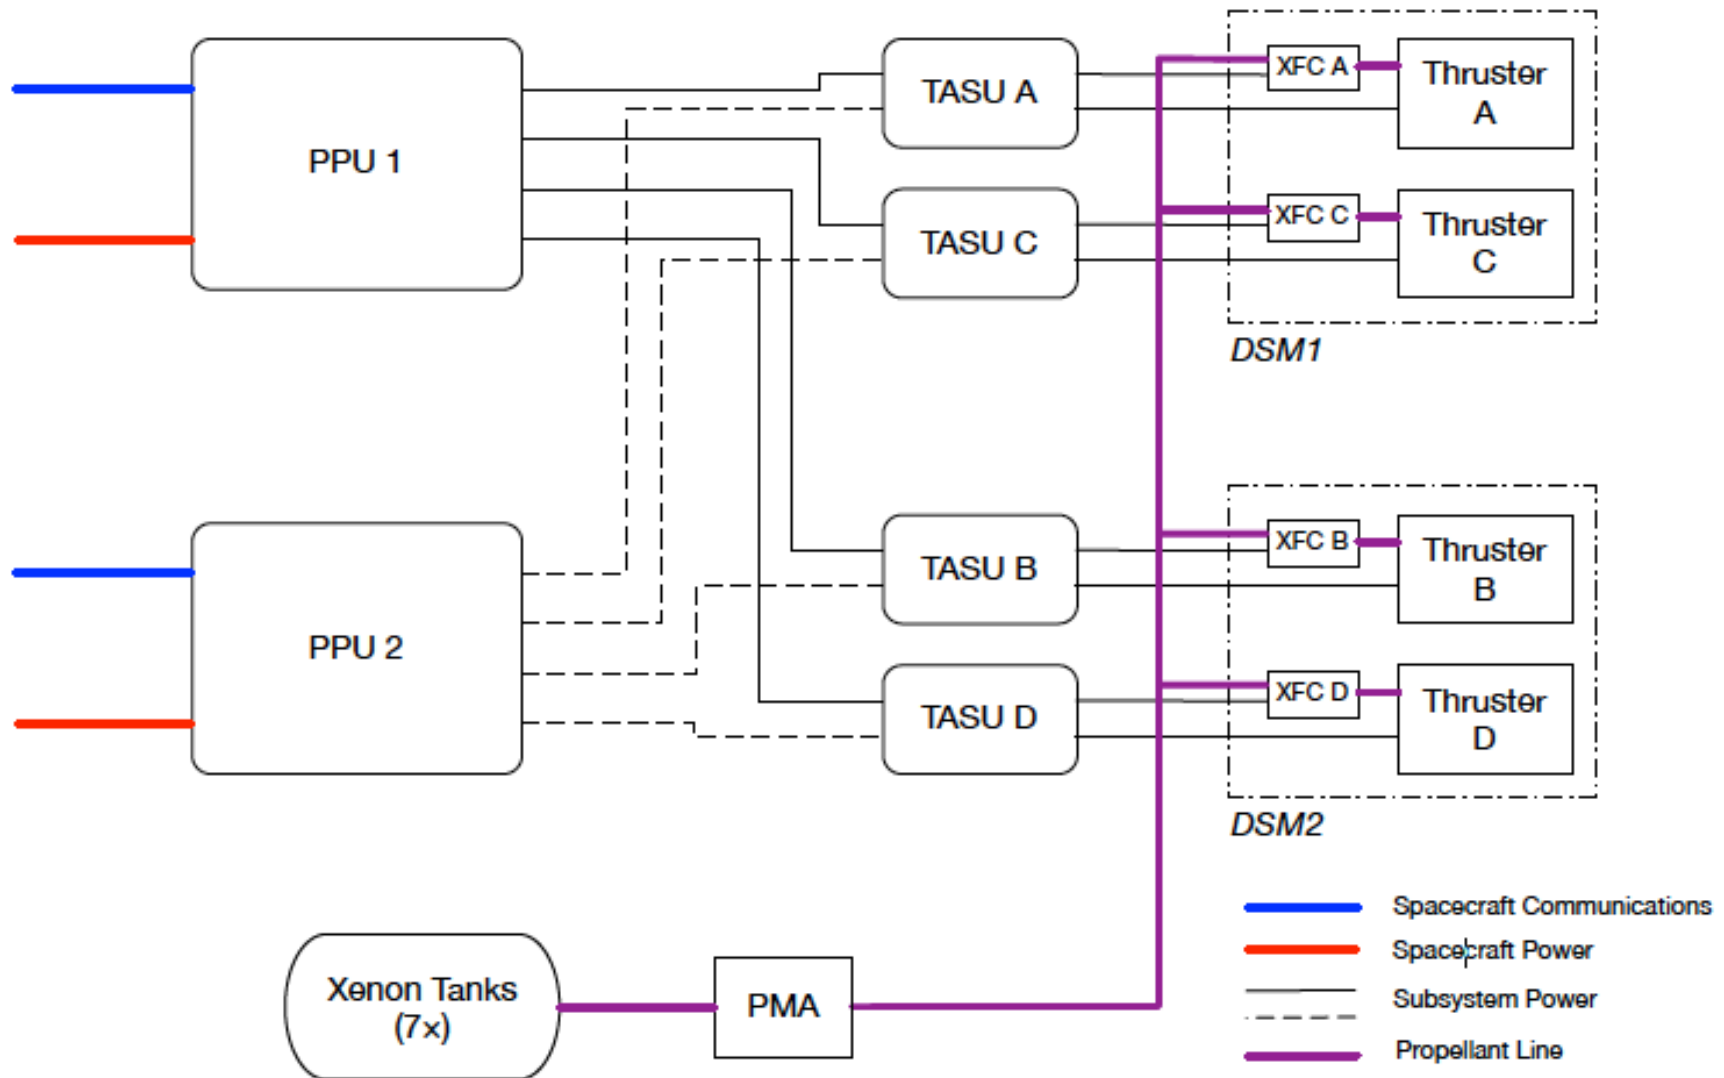 PPU 1
TASU A
XFC A
Thruster
A
TASU C
XFC C
Thruster
C
DSM1
PPU 2
TASU B
XFC B
Thruster
B
TASU D
XFC D
Thruster
D
DSM2
Xenon Tanks
(7x)
PMA
Spacecraft Communications
Spacecraft Power
Subsystem Power
Propellant Line